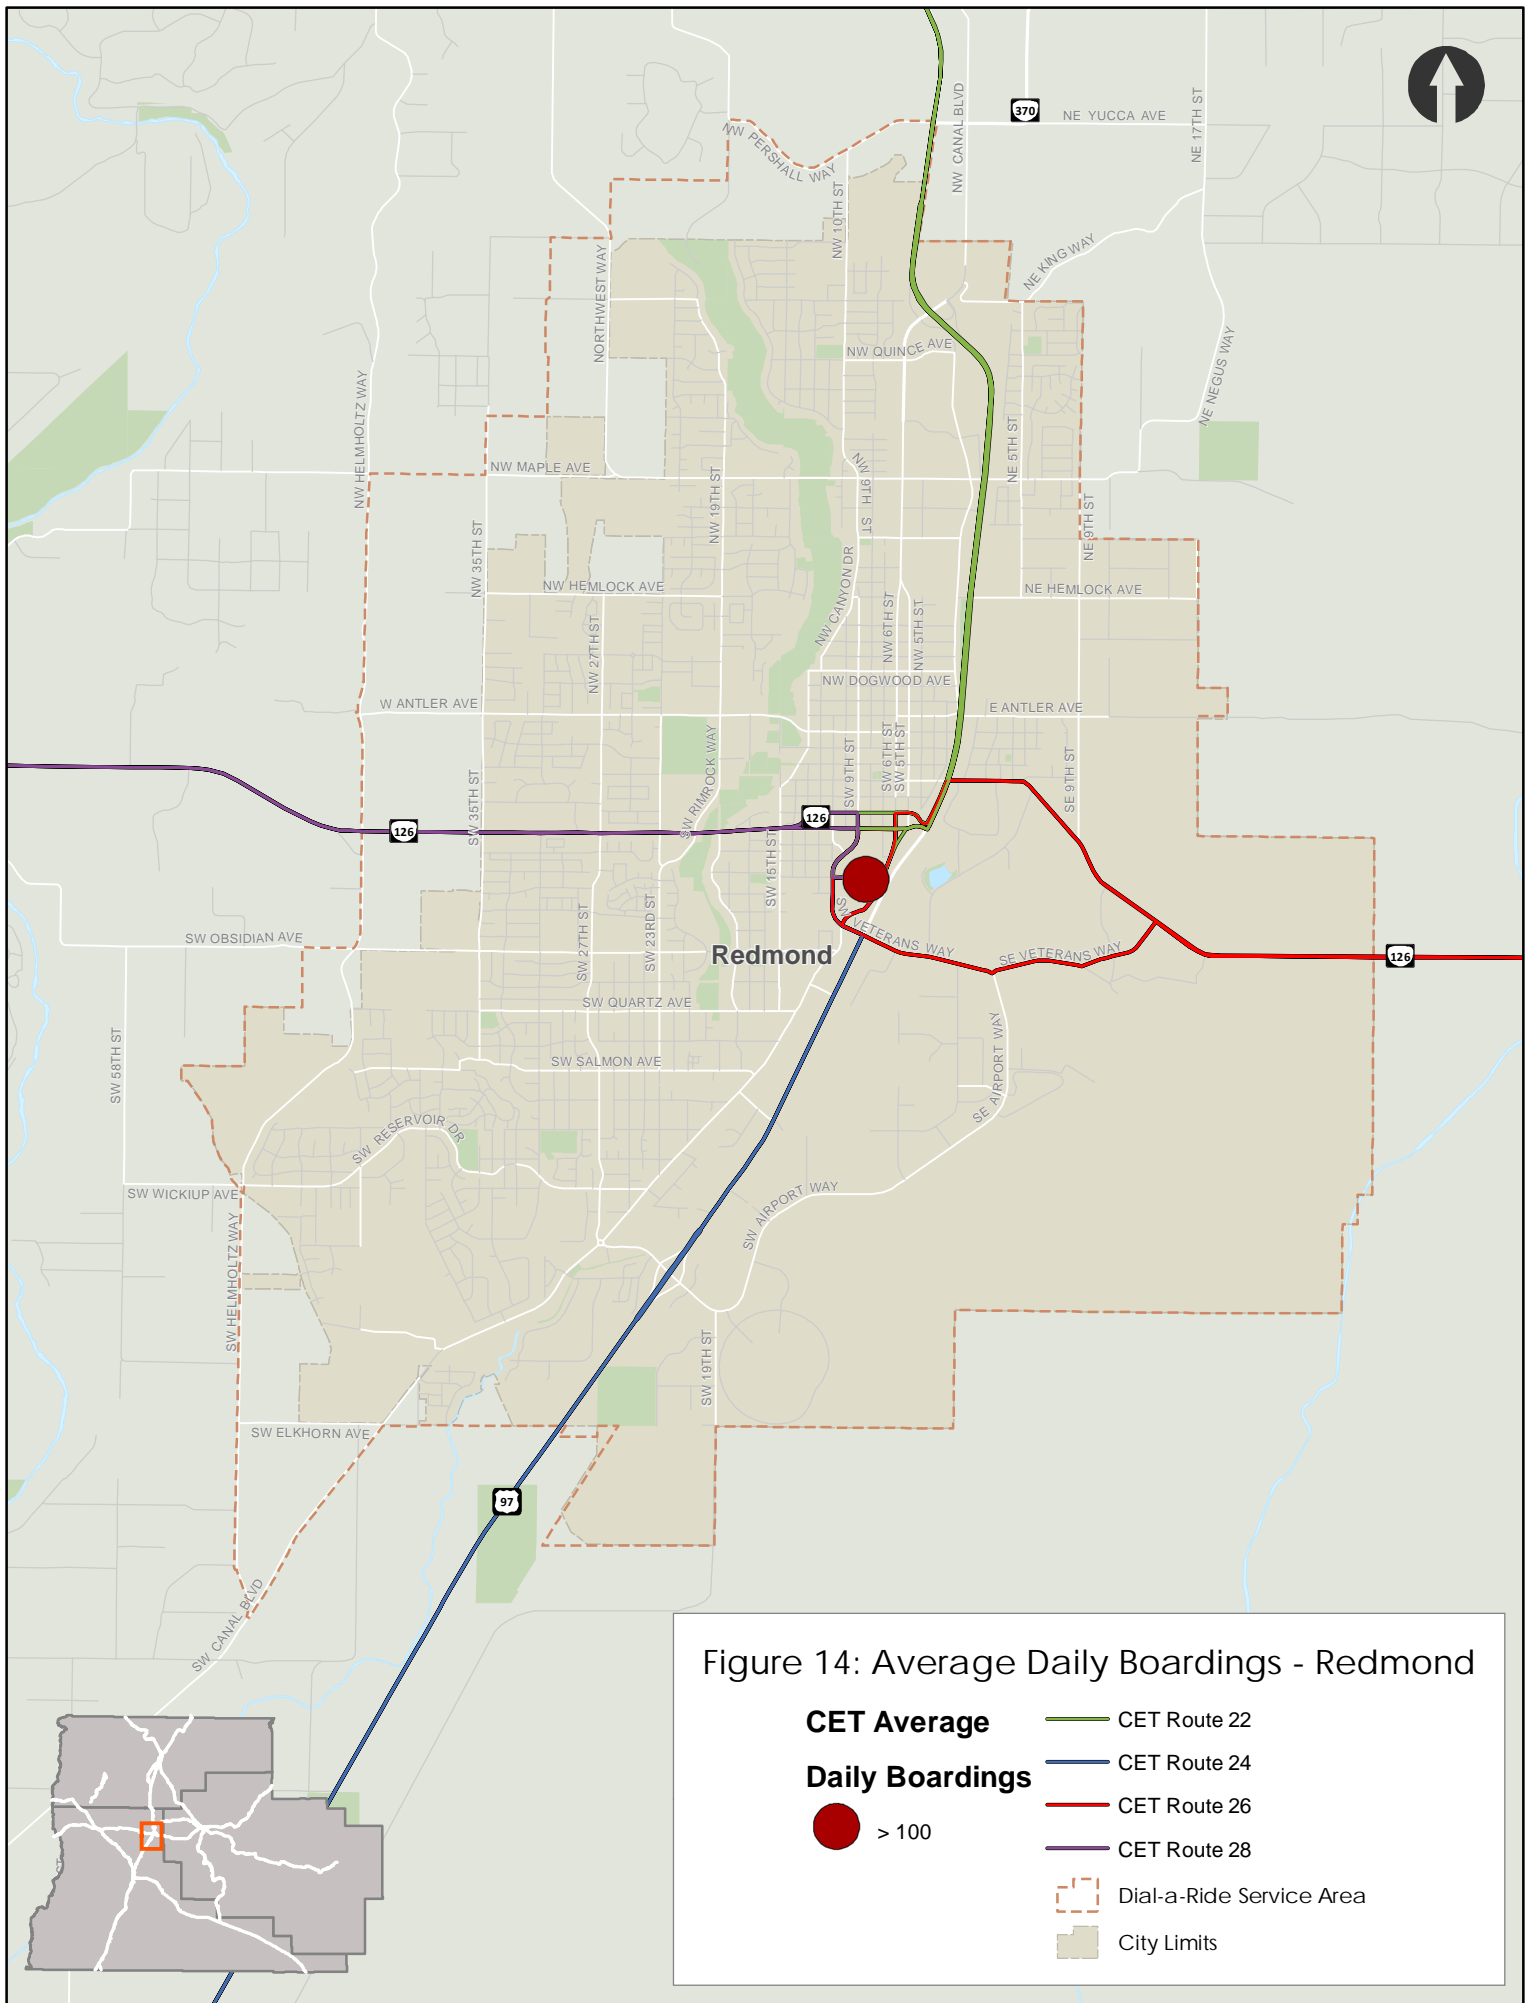 370
NE YUCCA AVE
NW CANAL BLVD
NE 17TH ST
NW PERSHALL WAY
NW 10TH ST
NE KING WAY
NORTHWEST WAY
NW QUINCE AVE
NE NEGUS WAY
NW HELMHOLTZ WAY
NW MAPLE AVE
NW 19TH ST
NW 9TH ST
NE 5TH ST
NE 9TH ST
NW 35TH ST
NW HEMLOCK AVE
NE HEMLOCK AVE
NW CANYON DR
NW 27TH ST
NW 6TH ST
NW 5TH ST
NW DOGWOOD AVE
W ANTLER AVE
E ANTLER AVE
SW RIMROCK WAY
SW 9TH ST
SW 6TH ST
SW 5TH ST
SE 9TH ST
SW 35TH ST
126
126
SW 15TH ST
SW 27TH ST
SW 23RD ST
SW OBSIDIAN AVE
SW VETERANS WAY
SE VETERANS WAY
Redmond
126
SW QUARTZ AVE
SW 58TH ST
SW SALMON AVE
SE AIRPORT WAY
SW RESERVOIR DR
SW WICKIUP AVE
SW AIRPORT WAY
SW HELMHOLTZ WAY
SW 19TH ST
SW ELKHORN AVE
97
SW CANAL BLVD
Figure 14: Average Daily Boardings - Redmond
CET Average
Daily Boardings
> 100
CET Route 22
CET Route 24
CET Route 26
CET Route 28
Dial-a-Ride Service Area
City Limits